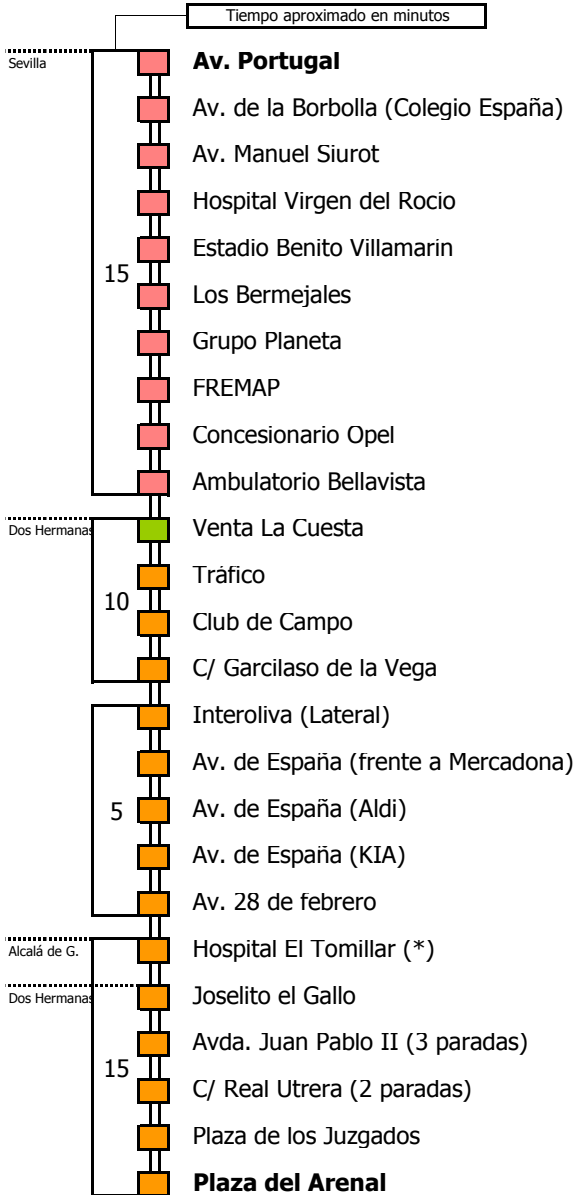 Tiempo aproximado en minutos
Sevilla
Av. Portugal
Av. de la Borbolla (Colegio España)
Av. Manuel Siurot
Hospital Virgen del Rocio
Estadio Benito Villamarin
15
Los Bermejales
Grupo Planeta
FREMAP
Concesionario Opel
Ambulatorio Bellavista
Dos Hermanas
Venta La Cuesta
Tráfico
10
Club de Campo
C/ Garcilaso de la Vega
Interoliva (Lateral)
Av. de España (frente a Mercadona)
5
Av. de España (Aldi)
Av. de España (KIA)
Av. 28 de febrero
Alcalá de G.
Hospital El Tomillar (*)
Dos Hermanas
Joselito el Gallo
Avda. Juan Pablo II (3 paradas)
15
C/ Real Utrera (2 paradas)
Plaza de los Juzgados
Plaza del Arenal